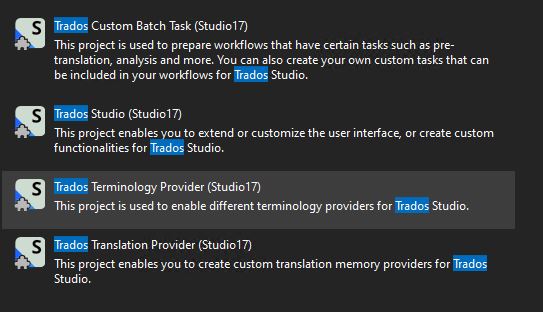 Trados Custom Batch Task (Studio17)
This project is used to prepare workflows that have certain tasks such as pre-
translation, analysis and more. You can also create your own custom tasks that can
be included in your workflows for Trados Studio.
Trados Studio (Studio17)
This project enables you to extend or customize the user interface, or create custom
functionalities for Trados Studio.
Trados Terminology Provider (Studio17)
This project is used to enable different terminology providers for Trados Studio.
Trados Translation Provider (Studio17)
This project enables you to create custom translation memory providers for Trados
Studio.